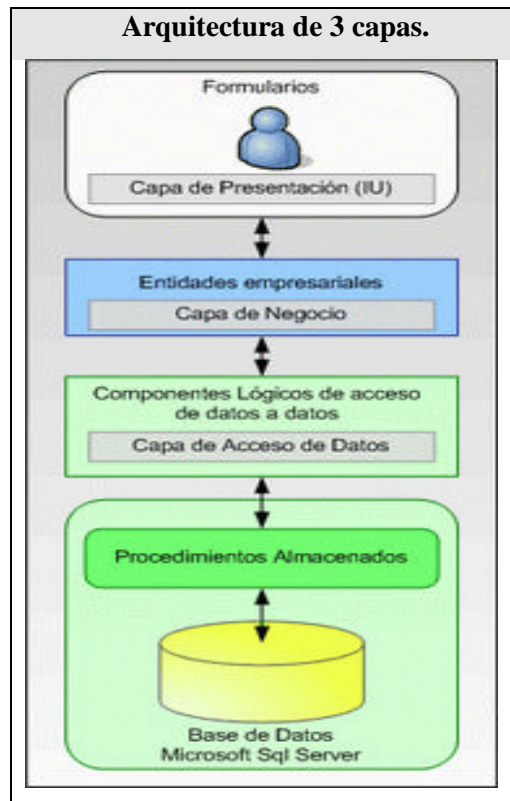 Arquitectura de 3 capas.
Formularios
Capa de Presentación (IU)
Entidades empresariales
Capa de Negocio
Componentes Lógicos de acceso
de datos a datos
Capa de Acceso de Datos
Procedimientos Almacenados
Base de Datos
Microsoft Sql Server